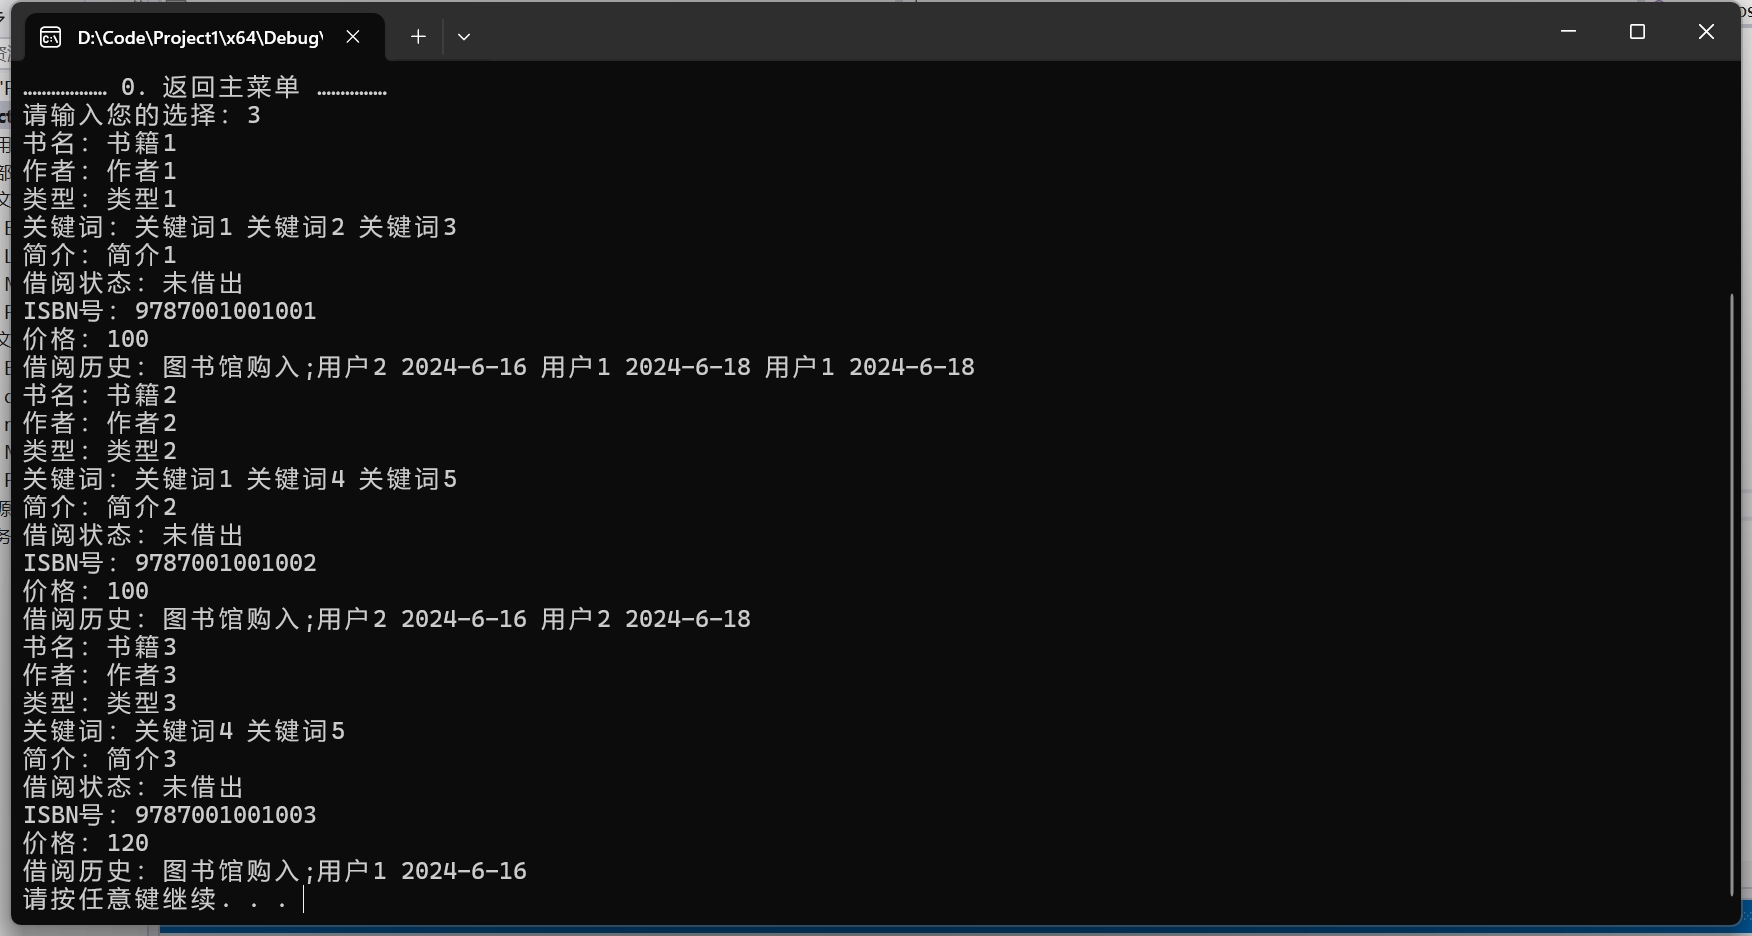 D:\Code\Project1\x64\Debug\
.................. 0. 返回主菜单 ...............
请输入您的选择: 3
书名: 书籍1
作者: 作者1
类型: 类型1
关键词: 关键词1 关键词2 关键词3
简介: 简介1
借阅状态: 未借出
ISBN号: 9787001001001
价格: 100
借阅历史: 图书馆购入;用户2 2024-6-16 用户1 2024-6-18 用户1 2024-6-18
书名: 书籍2
作者: 作者2
类型: 类型2
关键词: 关键词1 关键词4 关键词5
简介: 简介2
借阅状态: 未借出
ISBN号: 9787001001002
价格: 100
借阅历史: 图书馆购入;用户2 2024-6-16 用户2 2024-6-18
书名: 书籍3
作者: 作者3
类型: 类型3
关键词: 关键词4 关键词5
简介: 简介3
借阅状态: 未借出
ISBN号: 9787001001003
价格: 120
借阅历史: 图书馆购入;用户1 2024-6-16
请按任意键继续. . .